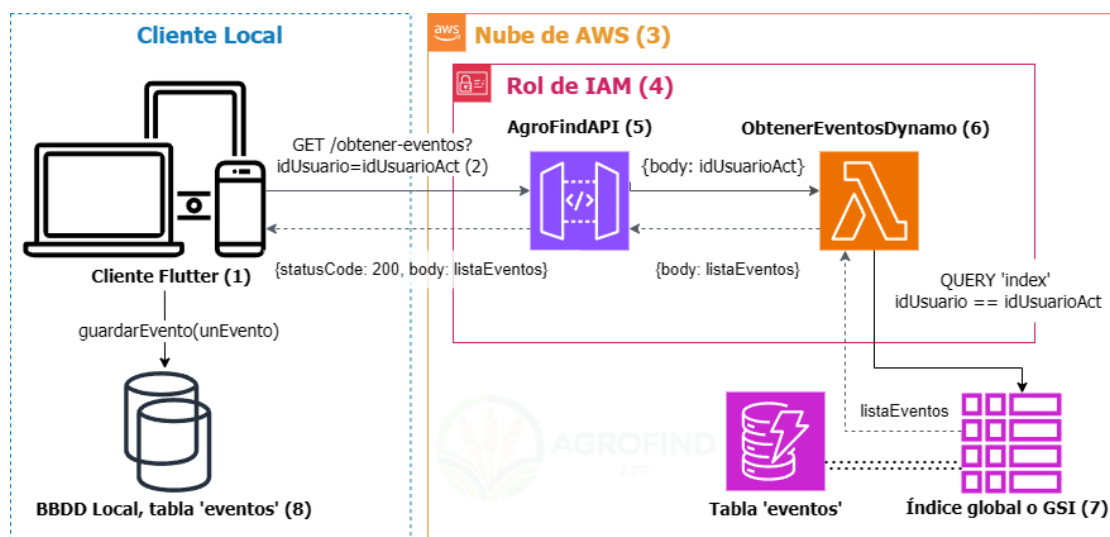 Cliente Local
aws
Nube de AWS (3)
Rol de IAM (4)
AgroFindAPI (5)
ObtenerEventosDynamo (6)
GET /obtener-eventos?
idUsuario=idUsuarioAct (2)
{body: idUsuarioAct}
{statusCode: 200, body: listaEventos}
{body: listaEventos}
Cliente Flutter (1)
QUERY 'index'
idUsuario == idUsuarioAct
guardarEvento(unEvento)
listaEventos
AGROFIND
APP
BBDD Local, tabla 'eventos' (8)
Tabla 'eventos'
Índice global o GSI (7)